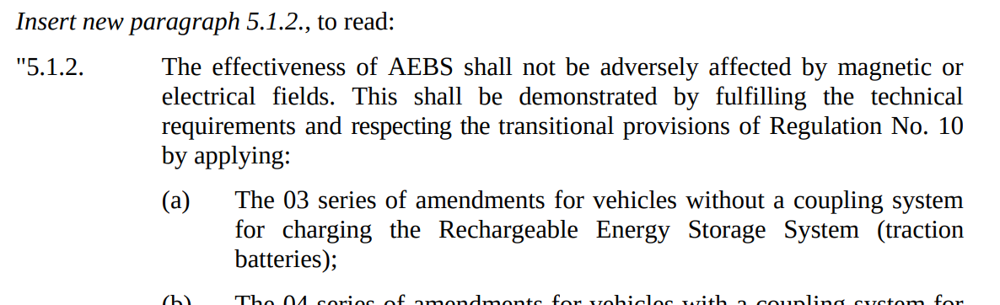 Insert new paragraph 5.1.2., to read:
"5.1.2. The effectiveness of AEBS shall not be adversely affected by magnetic or
electrical fields. This shall be demonstrated by fulfilling the technical
requirements and respecting the transitional provisions of Regulation No. 10
by applying:
(a) The 03 series of amendments for vehicles without a coupling system
for charging the Rechargeable Energy Storage System (traction
batteries);
(b) The 04 series of amendments for vehicles with a coupling system for